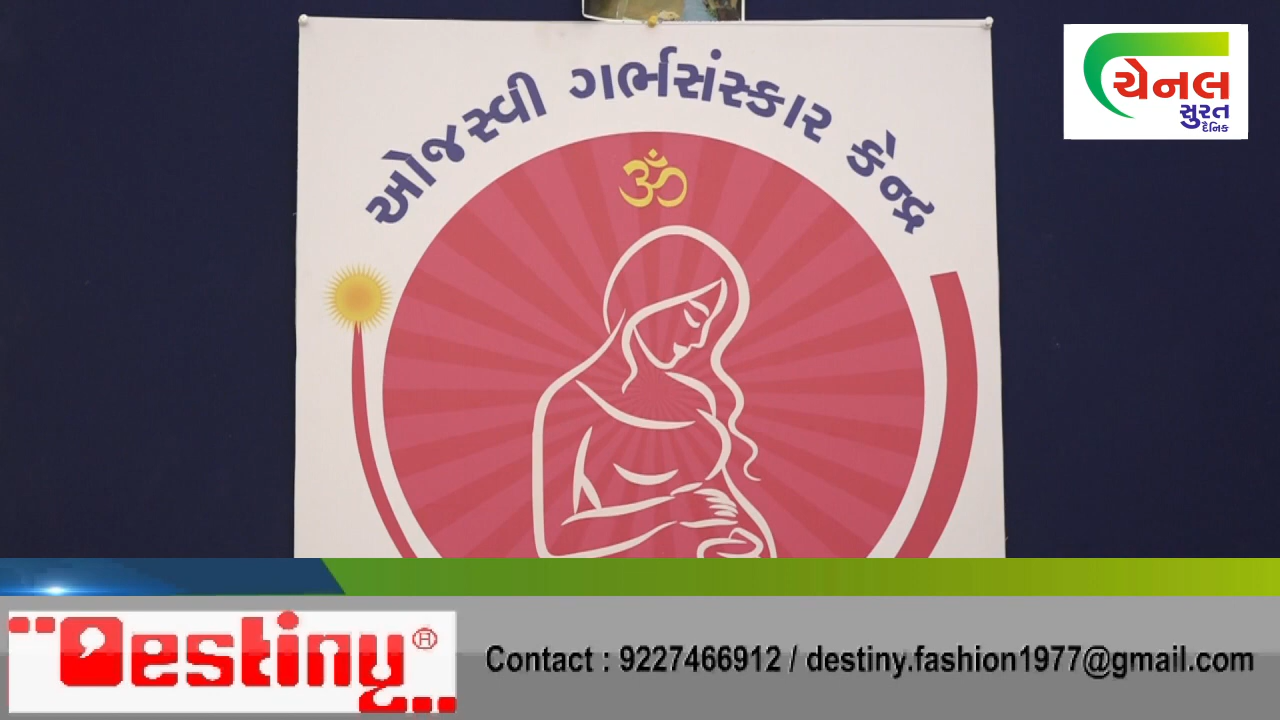 ઓજસ્વી ગર્ભસંસ્કાર કેન્દ્ર
ૐ
ચેનલ
સુરત
દૈનિક
Destiny®
Contact : 9227466912 / destiny.fashion1977@gmail.com